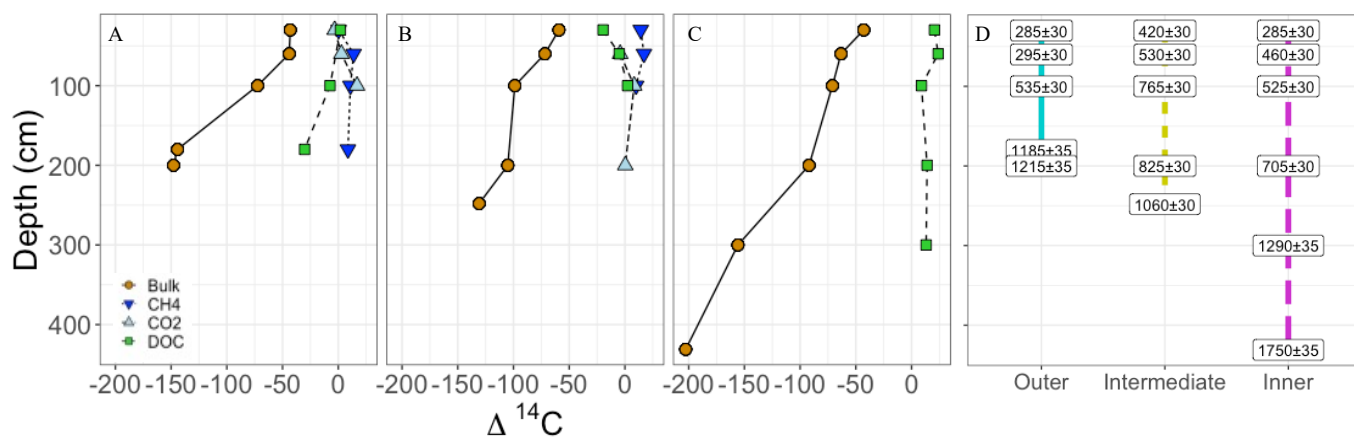 A
B
C
D
Depth (cm)
100
200
300
400
Bulk
CH4
CO2
DOC
-200 -150 -100 -50 0
-200 -150 -100 -50 0
-200 -150 -100 -50 0
Δ ¹⁴C
285±30 420±30 285±30
295±30 530±30 460±30
535±30 765±30 525±30
1185±35
1215±35 825±30 705±30
1060±30
1290±35
1750±35
Outer Intermediate Inner